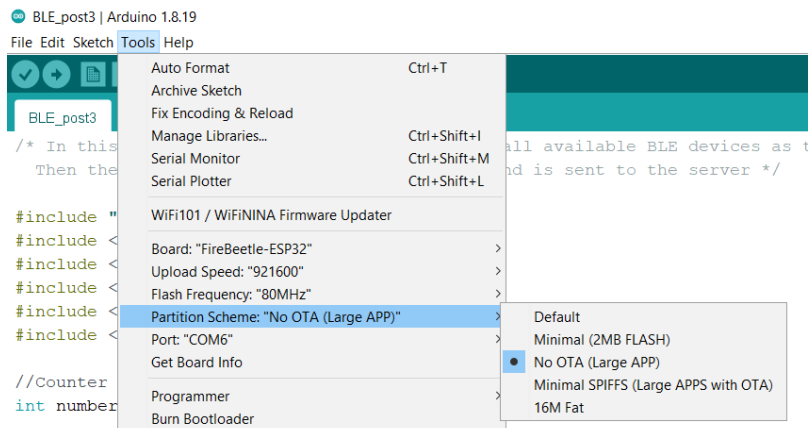 BLE_post3 | Arduino 1.8.19
File Edit Sketch Tools Help
BLE_post3
/* In this all available BLE devices as t
Then the nd is sent to the server */
#include "
#include <
#include <
#include <
#include <
#include <
//Counter
int number
Auto Format Ctrl+T
Archive Sketch
Fix Encoding & Reload
Manage Libraries... Ctrl+Shift+I
Serial Monitor Ctrl+Shift+M
Serial Plotter Ctrl+Shift+L
WiFi101 / WiFiNINA Firmware Updater
Board: "FireBeetle-ESP32"
Upload Speed: "921600"
Flash Frequency: "80MHz"
Partition Scheme: "No OTA (Large APP)"
Port: "COM6"
Get Board Info
Programmer
Burn Bootloader
Default
Minimal (2MB FLASH)
No OTA (Large APP)
Minimal SPIFFS (Large APPS with OTA)
16M Fat